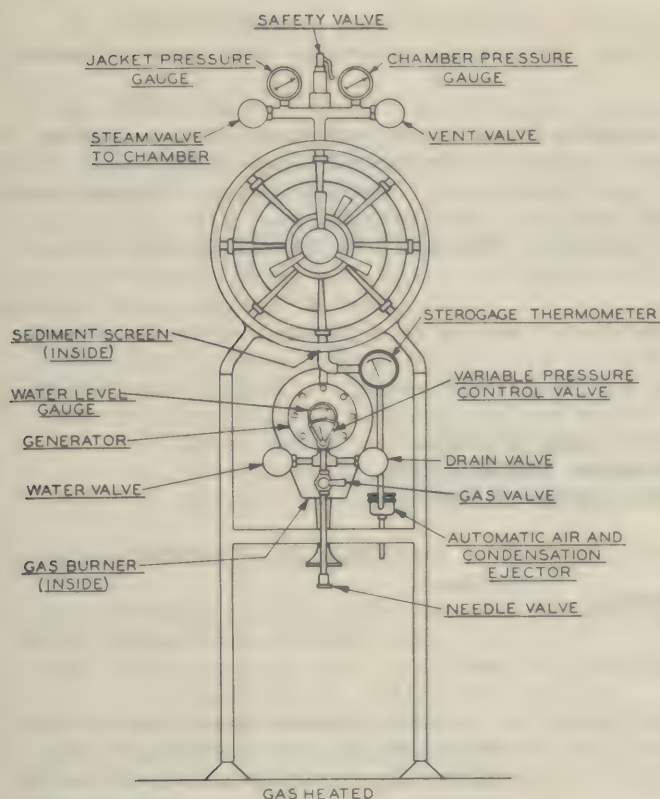 SAFETY VALVE
JACKET PRESSURE
GAUGE
CHAMBER PRESSURE
GAUGE
STEAM VALVE
TO CHAMBER
VENT VALVE
SEDIMENT SCREEN
(INSIDE)
STEROGAGE THERMOMETER
WATER LEVEL
GAUGE
VARIABLE PRESSURE
CONTROL VALVE
GENERATOR
DRAIN VALVE
WATER VALVE
GAS VALVE
GAS BURNER
(INSIDE)
AUTOMATIC AIR AND
CONDENSATION
EJECTOR
NEEDLE VALVE
GAS HEATED